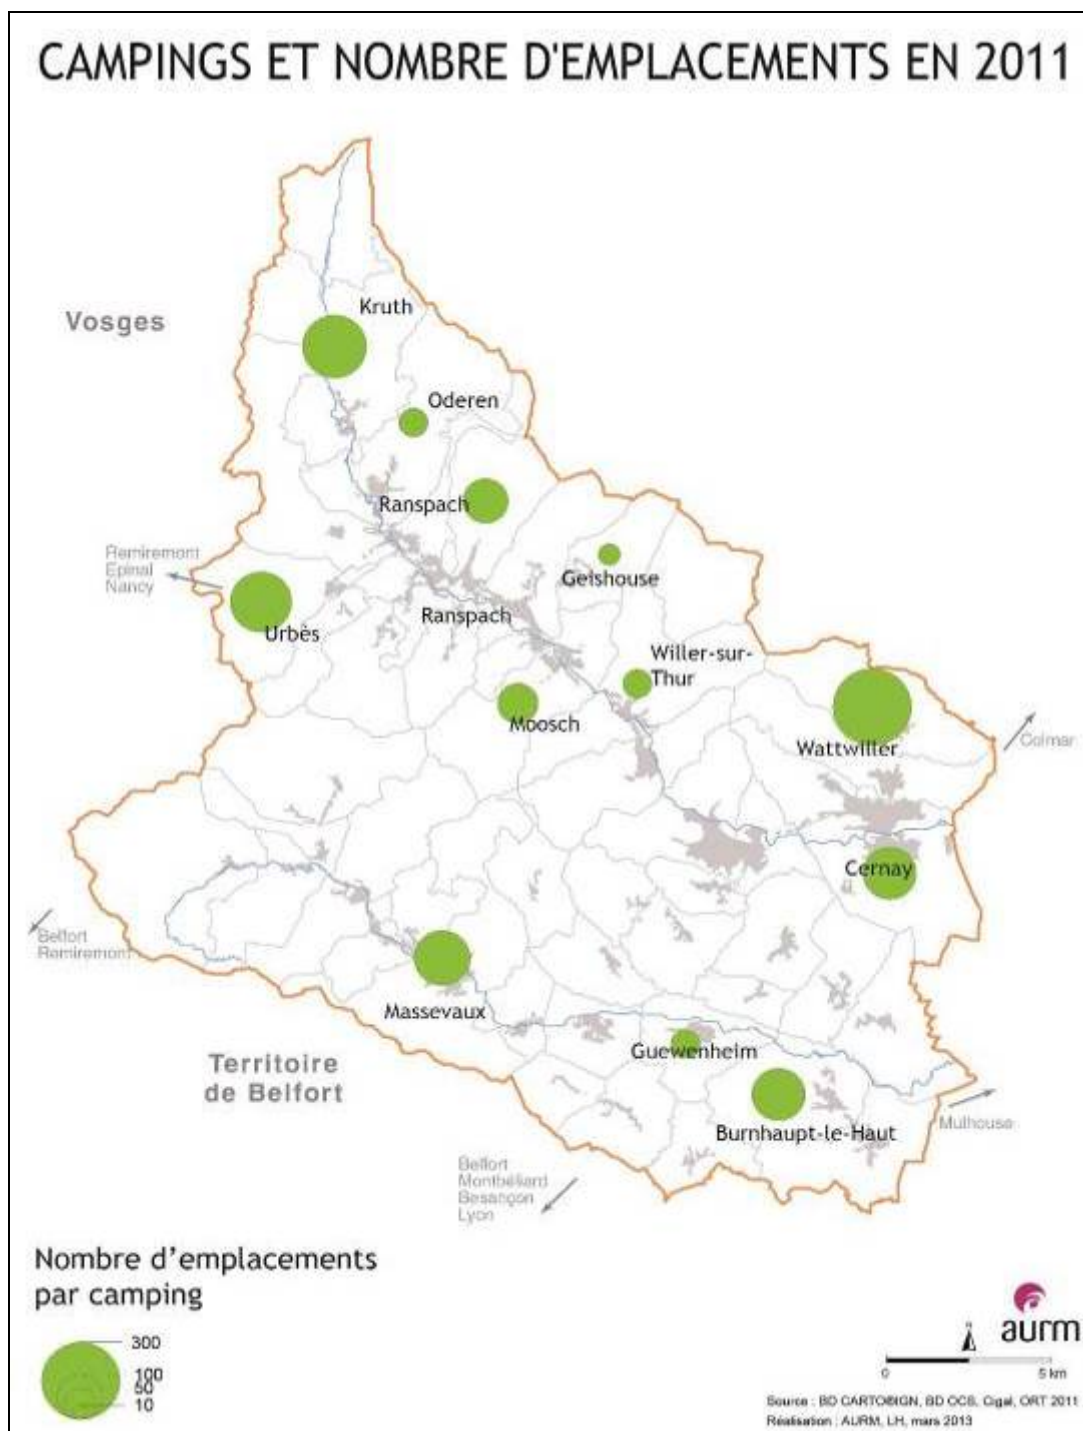 CAMPINGS ET NOMBRE D'EMPLACEMENTS EN 2011
Vosges
Kruth
Oderen
Ranspach
Remiremont
Epinal
Nancy
Geishouse
Urbès
Ranspach
Willer-sur-
Thur
Moosch
Wattwiller
Colmar
Cernay
Belfort
Remiremont
Massevaux
Guewenheim
Territoire
de Belfort
Burnhaupt-le-Haut
Mulhouse
Belfort
Montbéliard
Besançon
Lyon
Nombre d'emplacements
par camping
300
100
50
10
aurm
N
0
5 km
Source : BD CARTO®IGN, BD OCS, Cigal, ORT 2011
Réalisation : AURM, LH, mars 2013